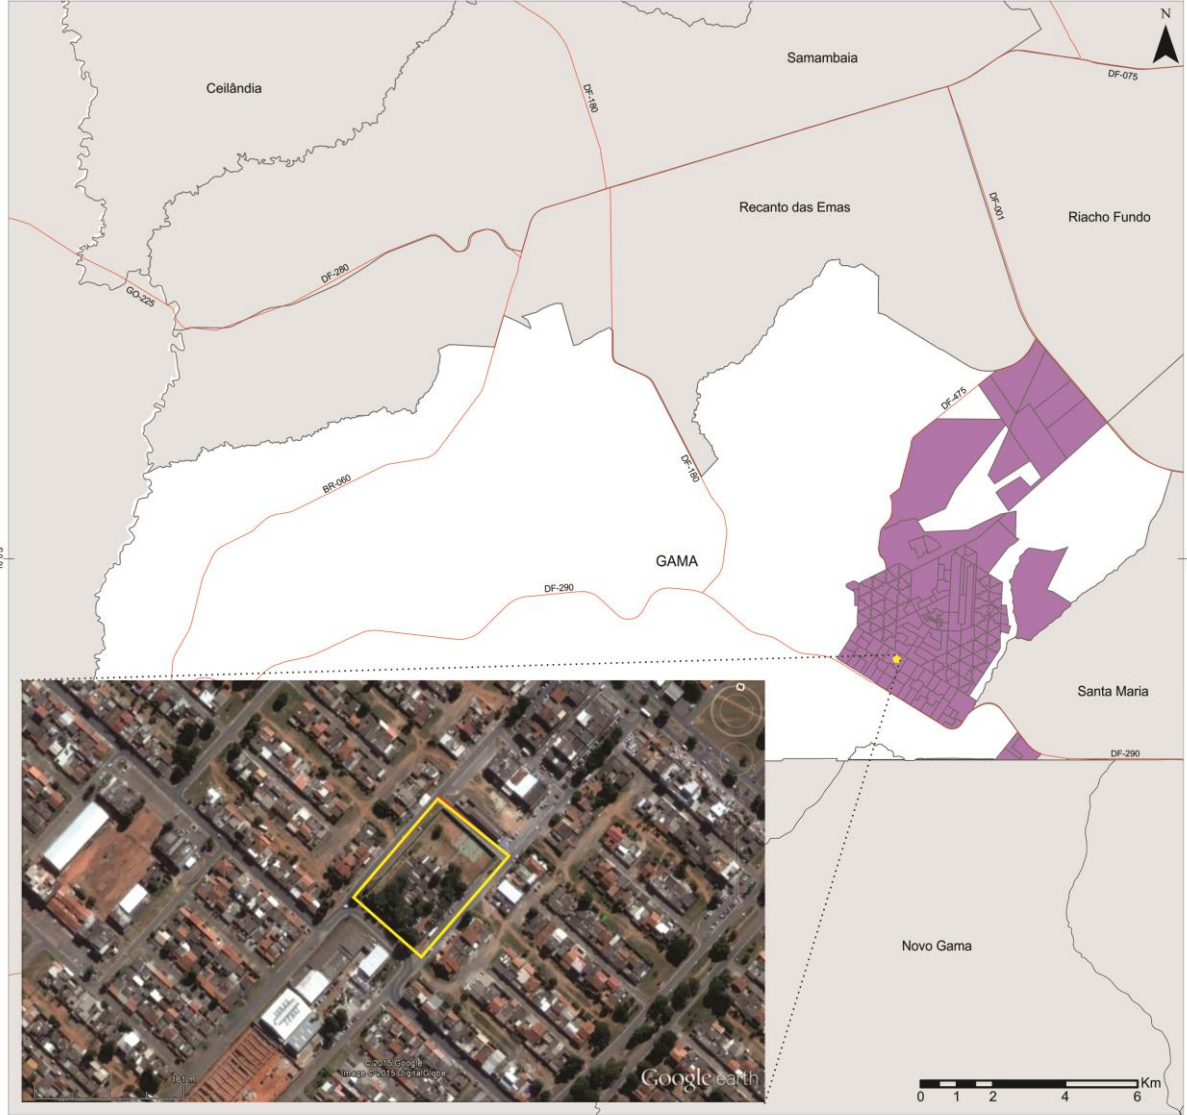 N
Samambaia
DF-075
Ceilândia
DF-180
DF-001
Recanto das Emas
Riacho Fundo
DF-280
GO-225
DF-475
DF-180
BR-060
GAMA
DF-290
Santa Maria
DF-290
Novo Gama
© 2015 Google
Image © 2015 DigitalGlobe
161 m
Google earth
Km
0 1 2 4 6